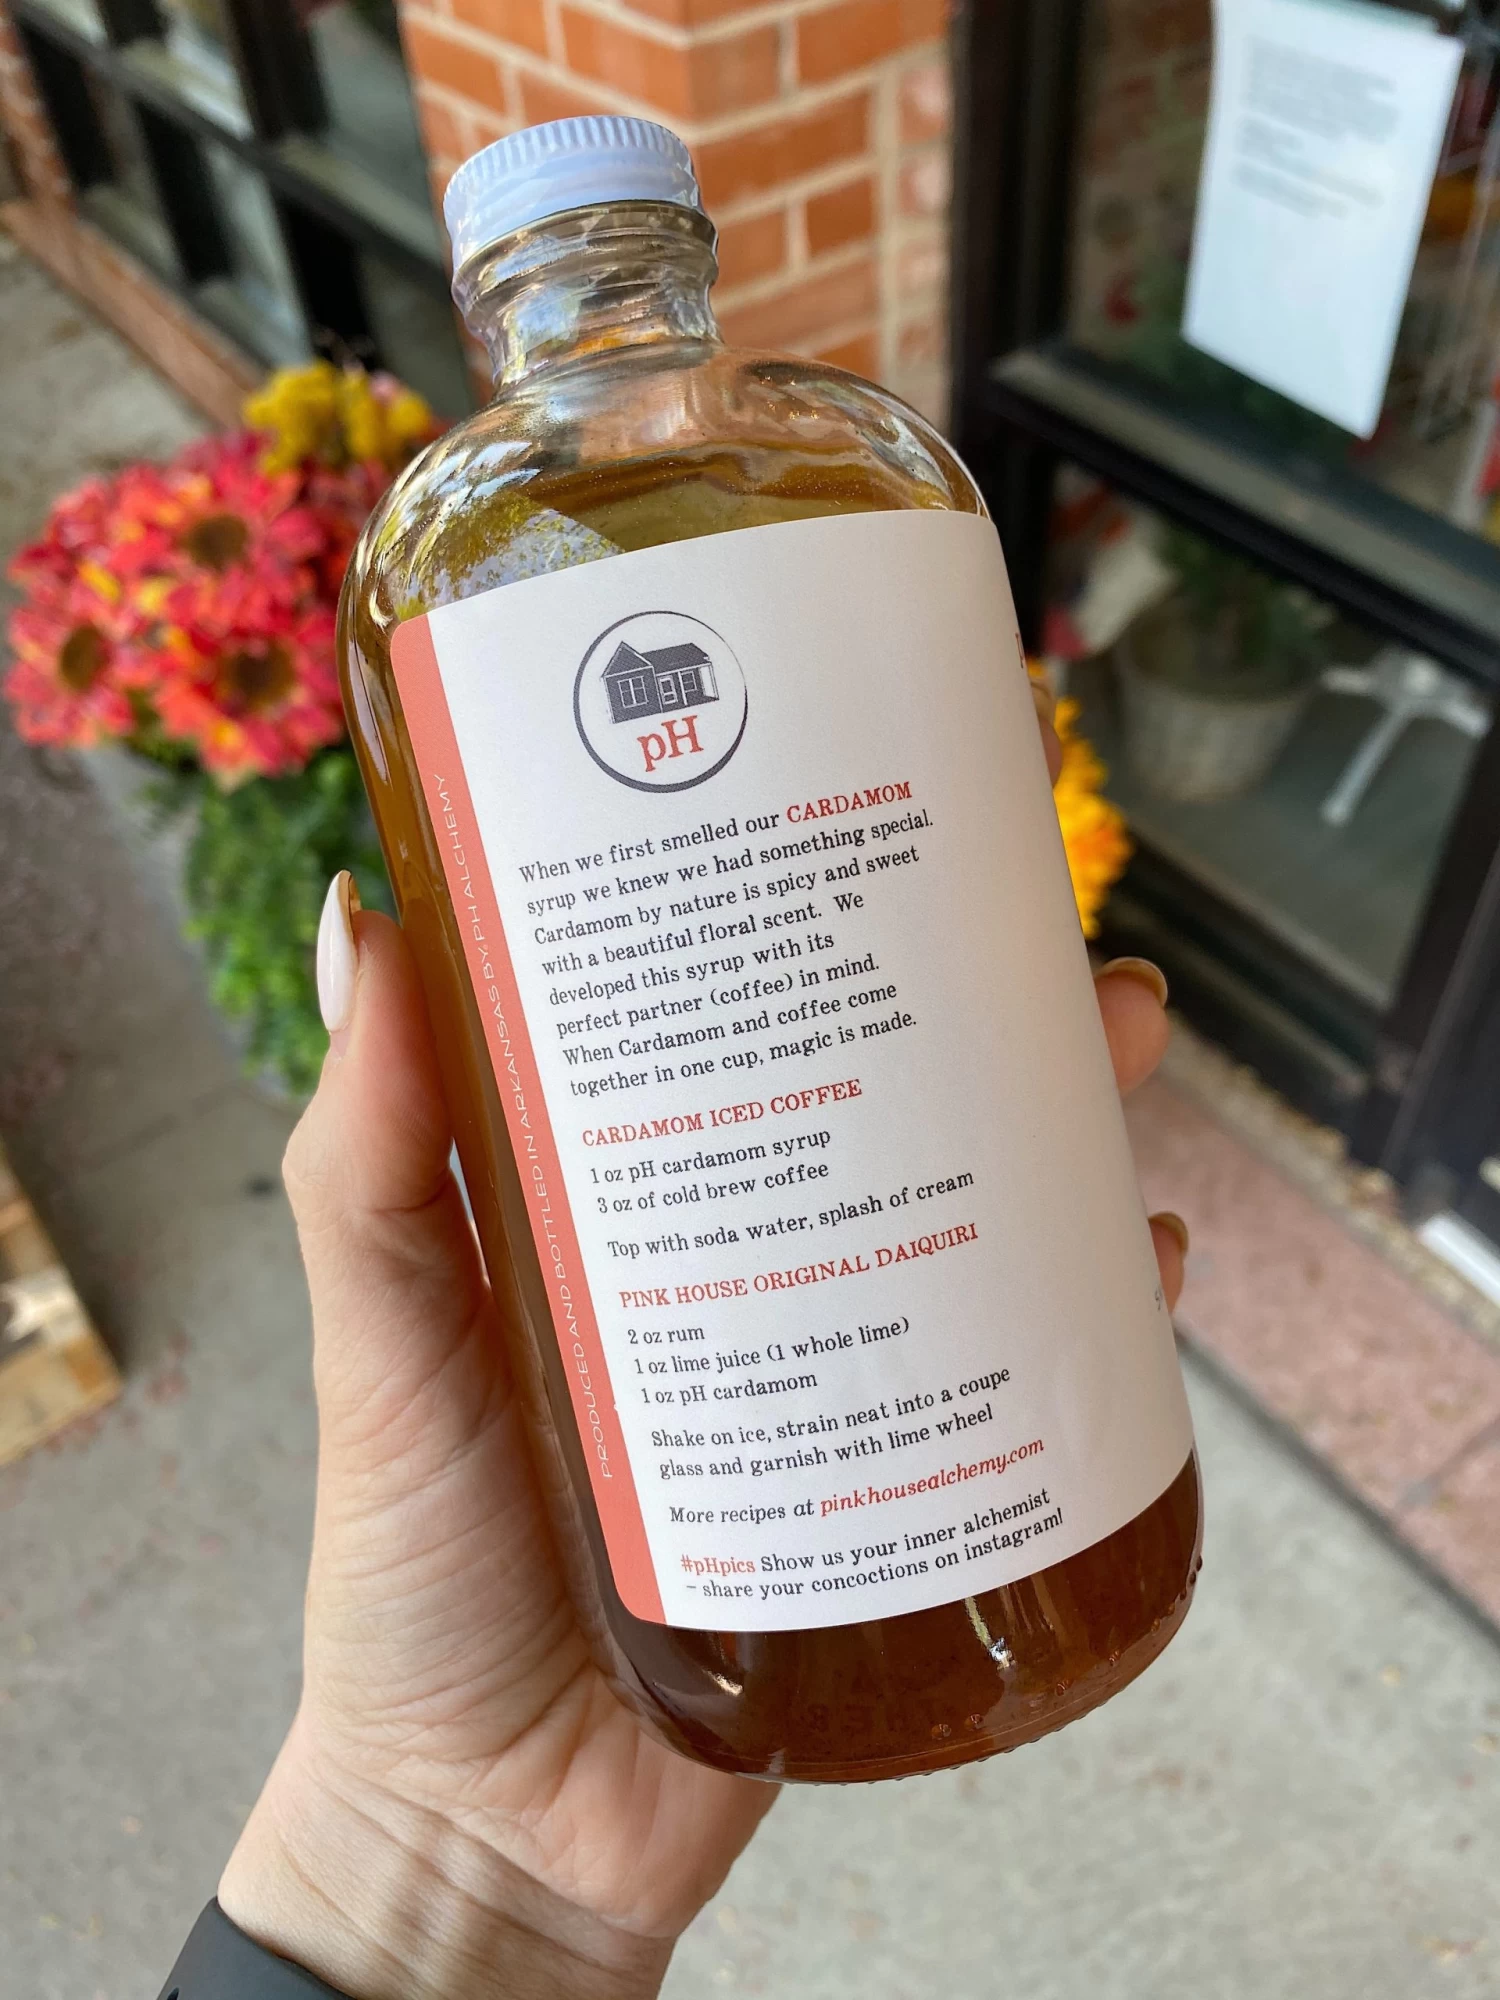 pH
When we first smelled our CARDAMOM
syrup we knew we had something special.
Cardamom by nature is spicy and sweet
with a beautiful floral scent. We
developed this syrup with its
perfect partner (coffee) in mind.
When Cardamom and coffee come
together in one cup, magic is made.
CARDAMOM ICED COFFEE
1 oz pH cardamom syrup
3 oz of cold brew coffee
Top with soda water, splash of cream
PINK HOUSE ORIGINAL DAIQUIRI
2 oz rum
1 oz lime juice (1 whole lime)
1 oz pH cardamom
Shake on ice, strain neat into a coupe
glass and garnish with lime wheel
More recipes at pinkhousealchemy.com
#pHpics Show us your inner alchemist
– share your concoctions on instagram!
PRODUCED AND BOTTLED IN ARKANSAS BY: PH ALCHEMY